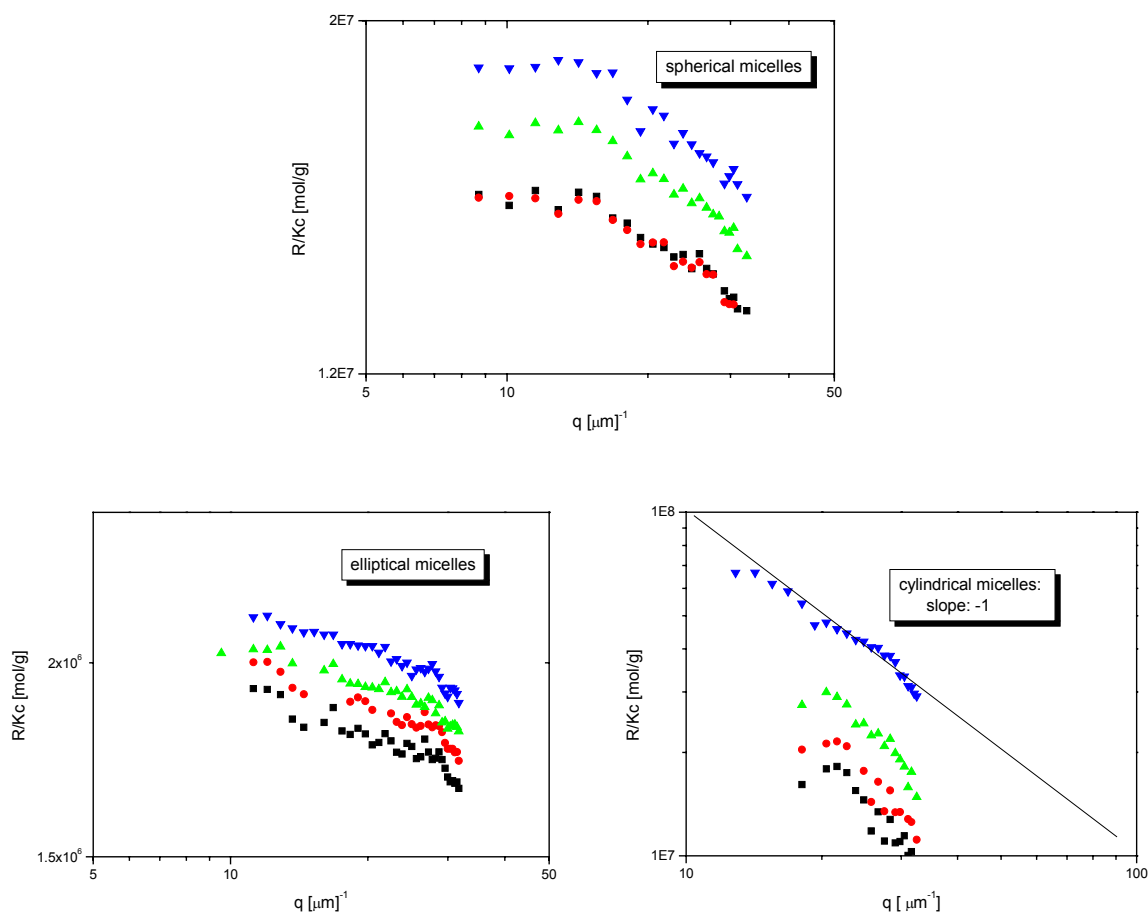 2E7
spherical micelles
R/Kc [mol/g]
1.2E7
5 10 50
q [μm]⁻¹
elliptical micelles
R/Kc [mol/g]
2x10⁶
1.5x10⁶
5 10 50
q [μm]⁻¹
1E8
cylindrical micelles:
slope: -1
R/Kc [mol/g]
1E7
10 100
q [ μm⁻¹]